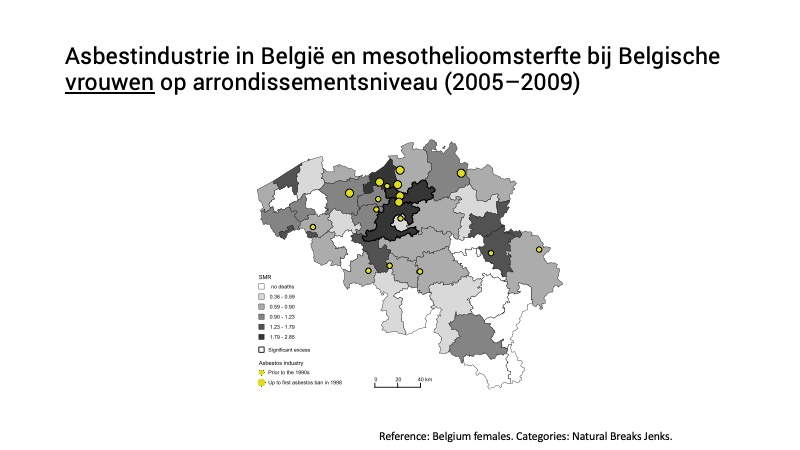 Asbestindustrie in België en mesothelioomsterfte bij Belgische
vrouwen op arrondissementsniveau (2005–2009)
SMR
no deaths
0.36 - 0.59
0.59 - 0.90
0.90 - 1.23
1.23 - 1.79
1.79 - 2.85
Significant excess
Asbestos industry
Prior to the 1990s
Up to first asbestos ban in 1998
0 20 40 km
Reference: Belgium females. Categories: Natural Breaks Jenks.